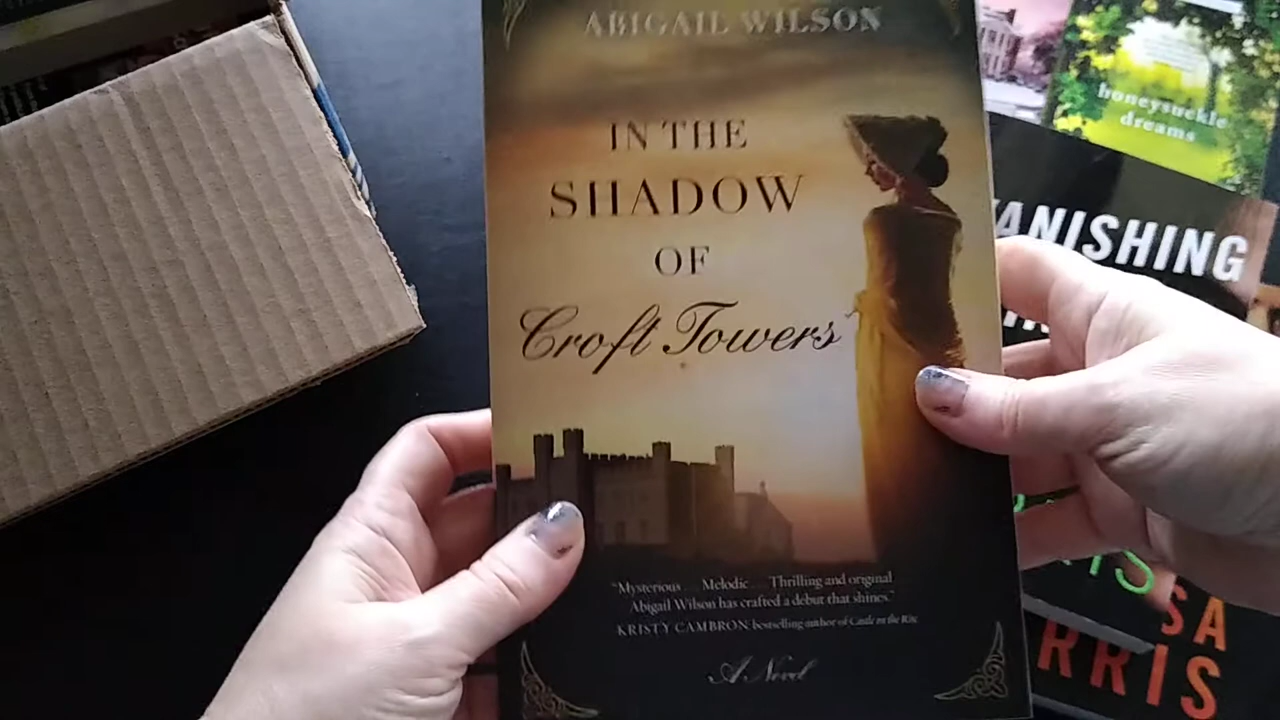 ABIGAIL WILSON
IN THE
SHADOW
OF
Croft Towers
"Mysterious... Melodic... Thrilling and original
Abigail Wilson has crafted a debut that shines."
KRISTY CAMBRON bestselling author of Castle on the Rise
A Novel
honeysuckle
dreams
VANISHING
SA
RRIS